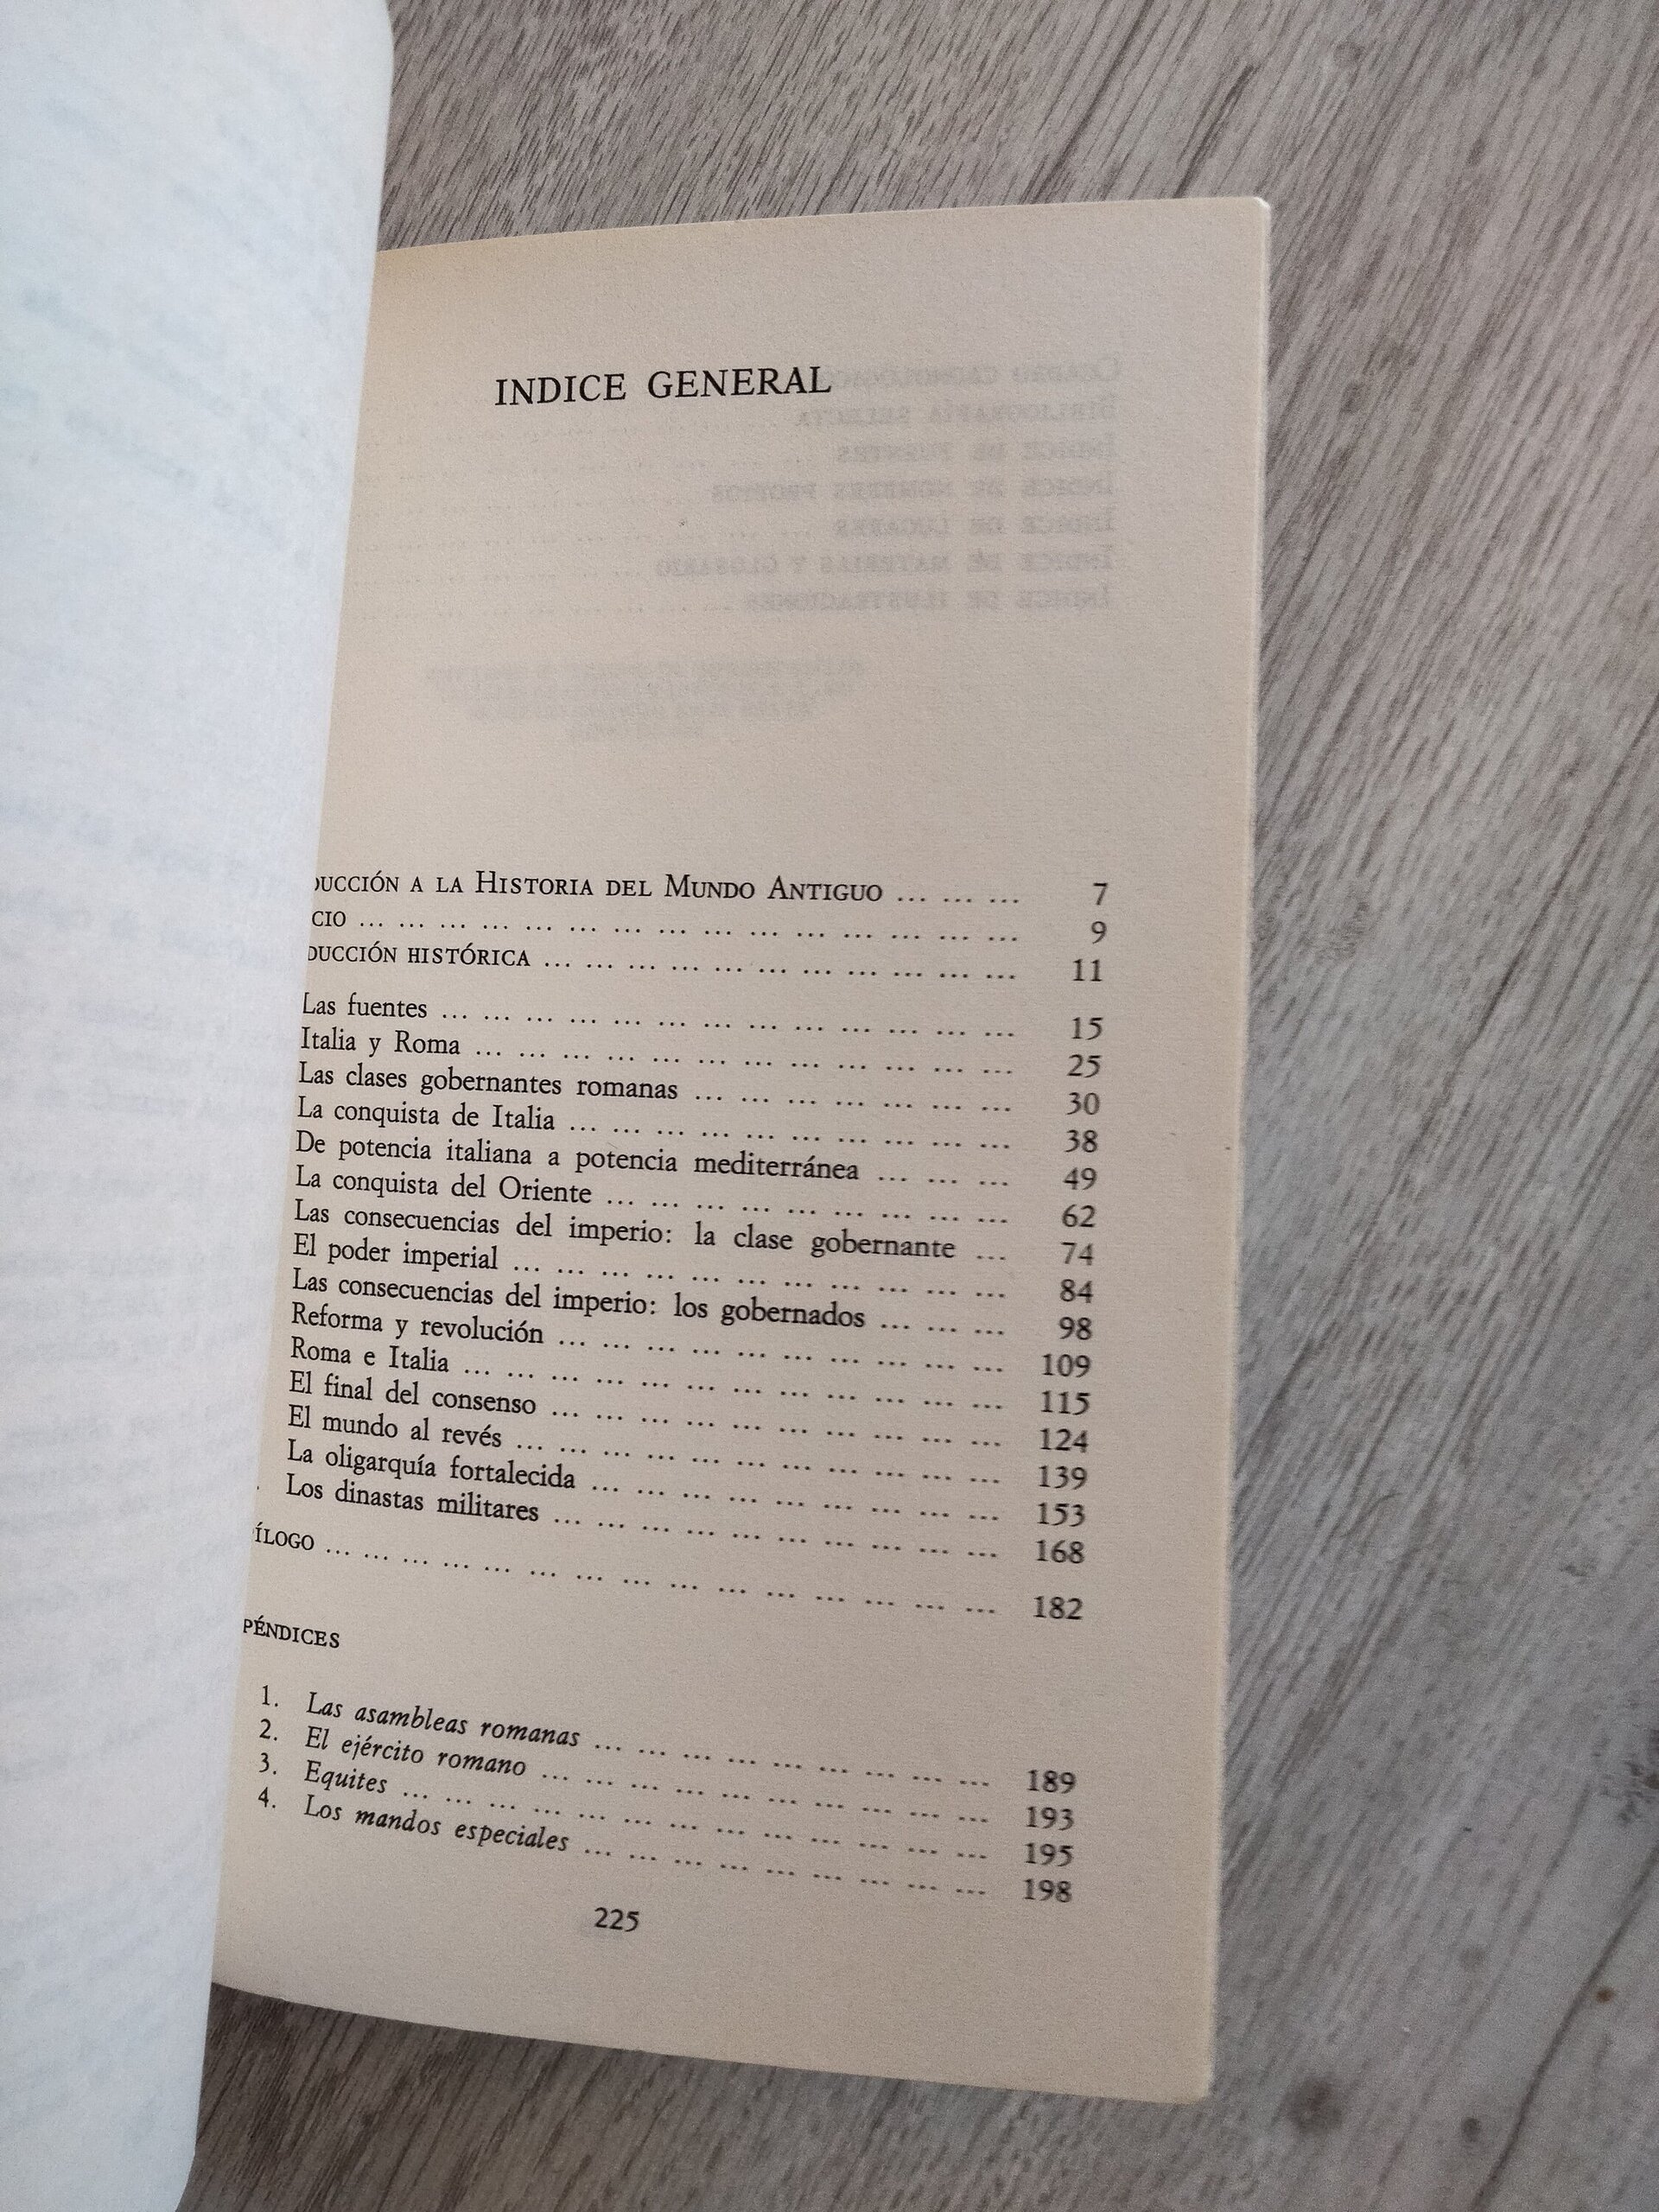 INDICE GENERAL
DUCCIÓN A LA HISTORIA DEL MUNDO ANTIGUO ... ... ... 7
CIO ... ... ... ... ... ... ... ... ... ... ... ... ... ... ... 9
DUCCIÓN HISTÓRICA ... ... ... ... ... ... ... ... ... ... ... 11
Las fuentes ... ... ... ... ... ... ... ... ... ... ... ... ... 15
Italia y Roma ... ... ... ... ... ... ... ... ... ... ... ... 25
Las clases gobernantes romanas ... ... ... ... ... ... ... 30
La conquista de Italia ... ... ... ... ... ... ... ... ... ... 38
De potencia italiana a potencia mediterránea ... ... ... 49
La conquista del Oriente ... ... ... ... ... ... ... ... ... 62
Las consecuencias del imperio: la clase gobernante ... 74
El poder imperial ... ... ... ... ... ... ... ... ... ... ... 84
Las consecuencias del imperio: los gobernados ... ... ... 98
Reforma y revolución ... ... ... ... ... ... ... ... ... ... 109
Roma e Italia ... ... ... ... ... ... ... ... ... ... ... ... 115
El final del consenso ... ... ... ... ... ... ... ... ... ... 124
El mundo al revés ... ... ... ... ... ... ... ... ... ... ... 139
La oligarquía fortalecida ... ... ... ... ... ... ... ... ... 153
. Los dinastas militares ... ... ... ... ... ... ... ... ... ... 168
ÍLOGO ... ... ... ... ... ... ... ... ... ... ... ... ... ... ... 182
PÉNDICES
1. Las asambleas romanas ... ... ... ... ... ... ... ... ... 189
2. El ejército romano ... ... ... ... ... ... ... ... ... ... 193
3. Equites ... ... ... ... ... ... ... ... ... ... ... ... ... 195
4. Los mandos especiales ... ... ... ... ... ... ... ... ... 198
225